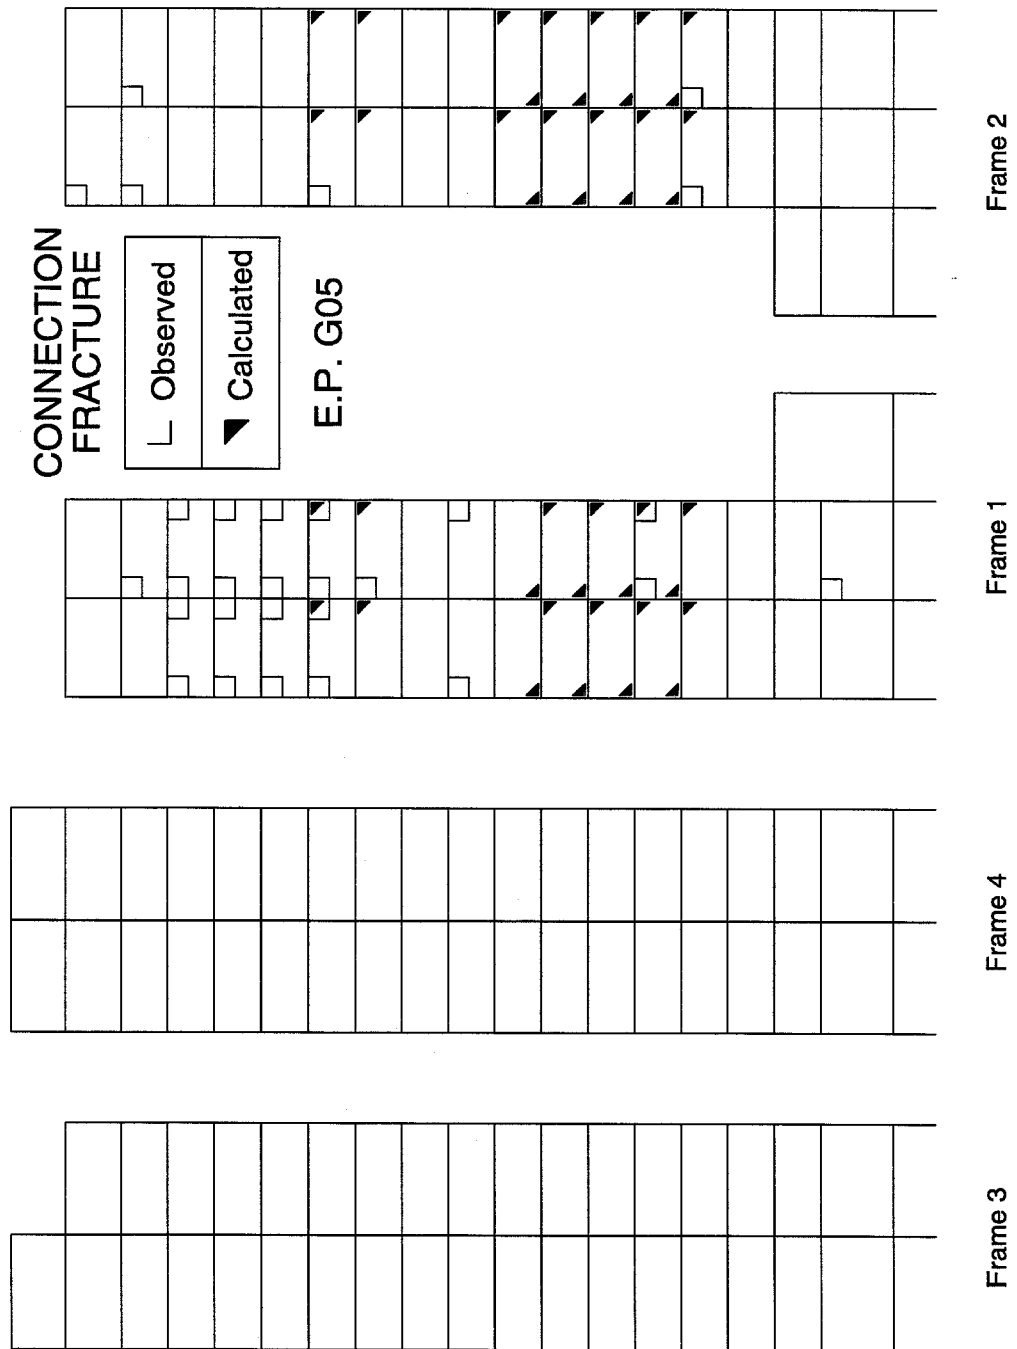 CONNECTION
FRACTURE
Observed
Calculated
E.P. G05
Frame 3
Frame 4
Frame 1
Frame 2